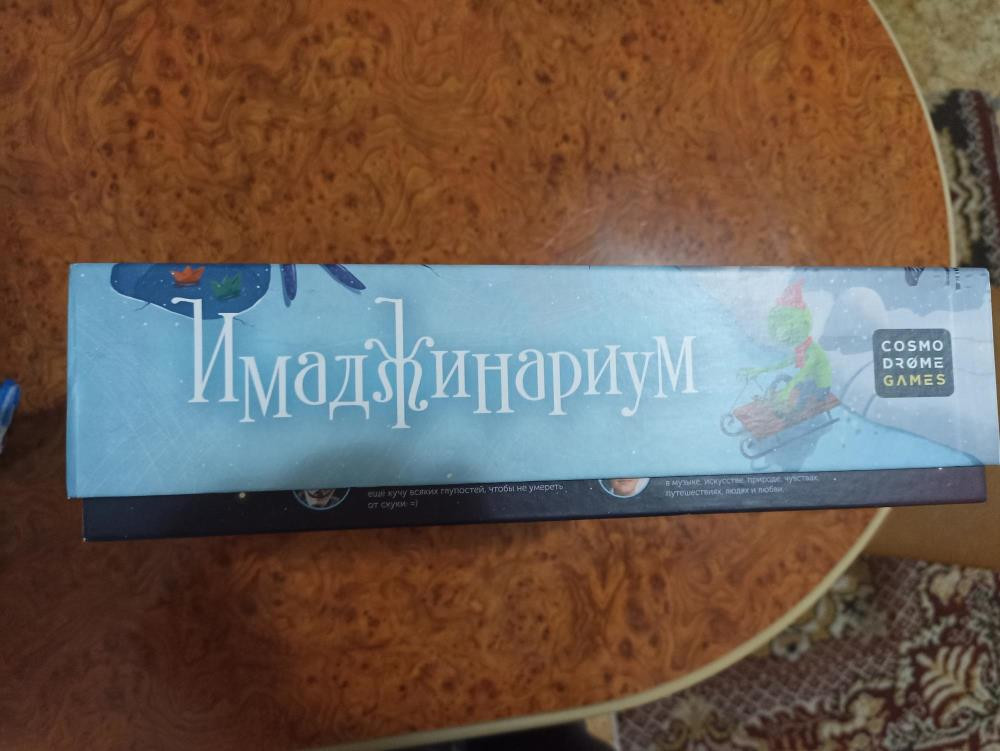 Имаджинариум
COSMO
DRØME
GAMES
ещё кучу всяких глупостей, чтобы не умереть
от скуки. =)
в музыке, искусстве, природе, чувствах,
путешествиях, людях и любви.